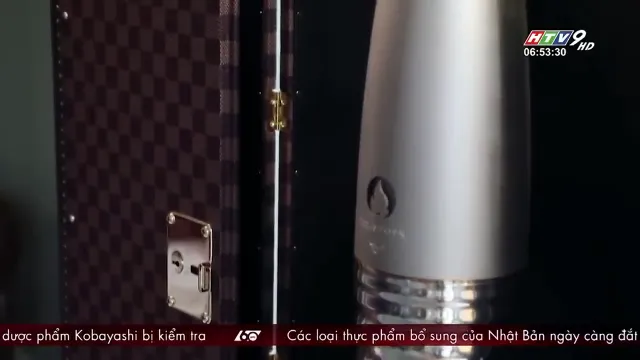 HTV9 HD
06:53:30
dược phẩm Kobayashi bị kiểm tra
60
Các loại thực phẩm bổ sung của Nhật Bản ngày càng đắt